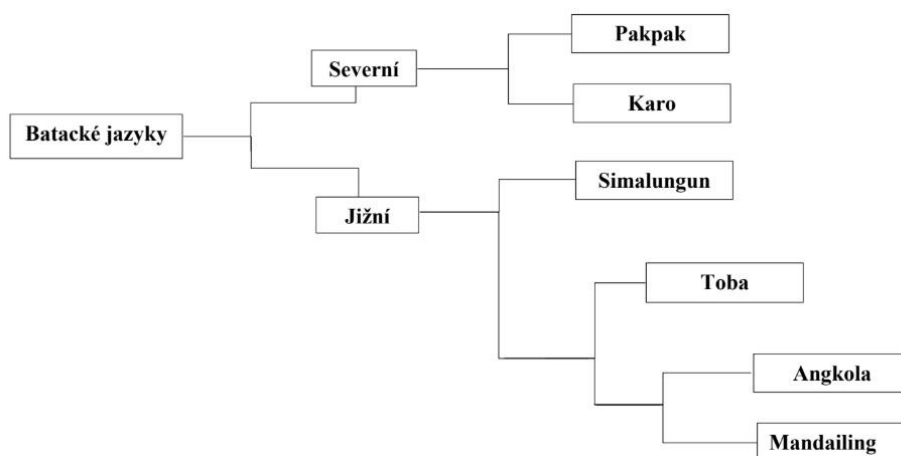 Pakpak
Severní
Karo
Batacké jazyky
Simalungun
Jižní
Toba
Angkola
Mandailing